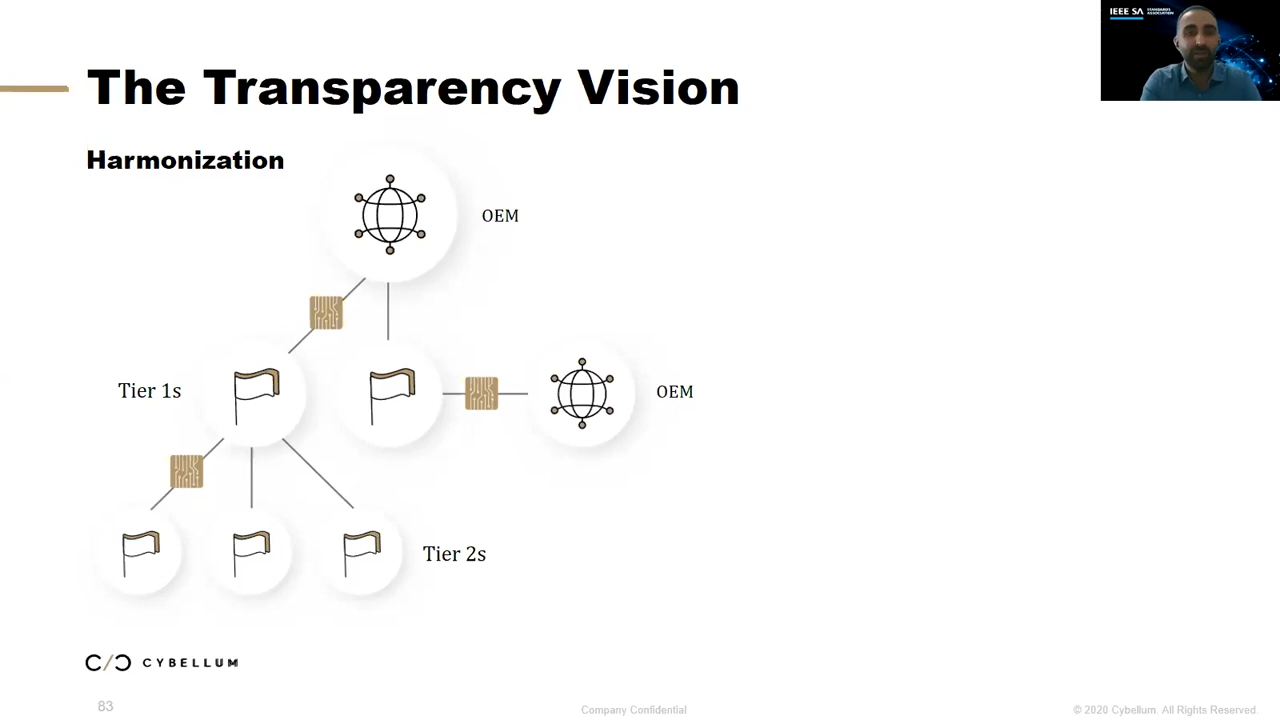 IEEE SA STANDARDS
ASSOCIATION
The Transparency Vision
Harmonization
OEM
Tier 1s
OEM
Tier 2s
CYBELLUM
83
Company Confidential
© 2020 Cybellum. All Rights Reserved.